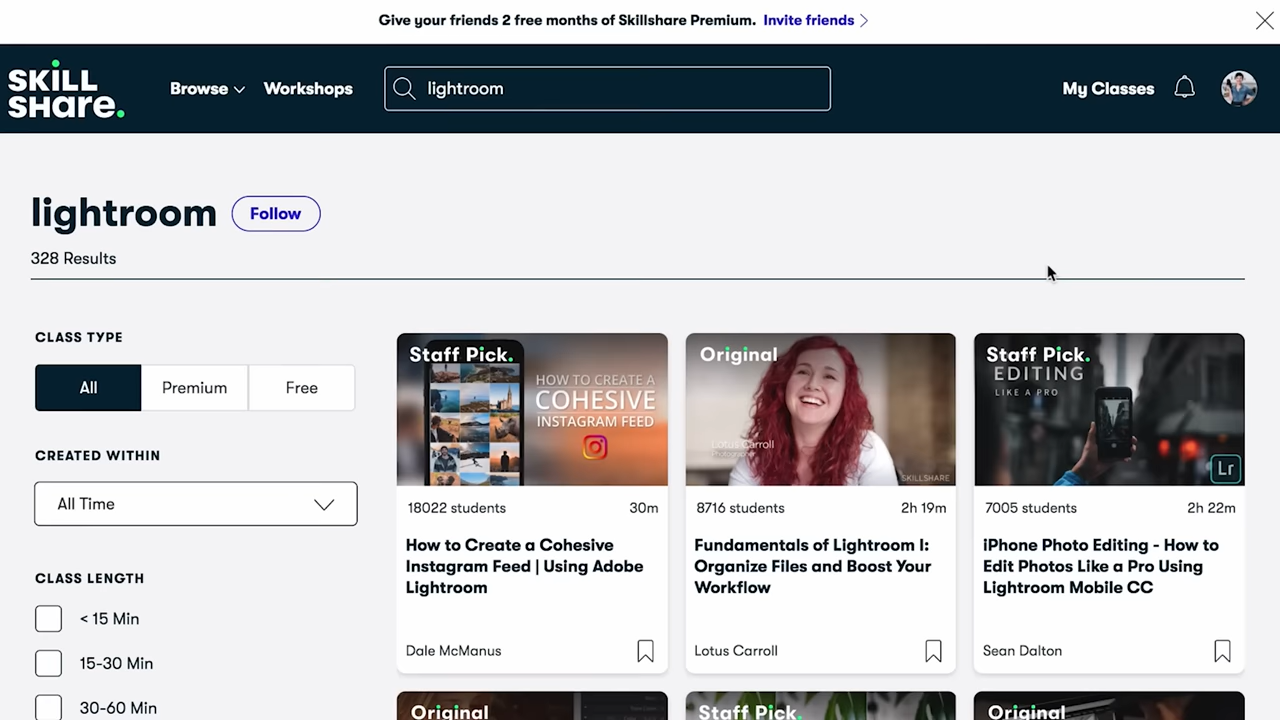 Give your friends 2 free months of Skillshare Premium. Invite friends
SKILL
SHare.
Browse
Workshops
lightroom
My Classes
lightroom
Follow
328 Results
CLASS TYPE
All
Premium
Free
CREATED WITHIN
All Time
CLASS LENGTH
< 15 Min
15-30 Min
30-60 Min
Staff Pick.
HOW TO CREATE A
COHESIVE
INSTAGRAM FEED
18022 students
30m
How to Create a Cohesive
Instagram Feed | Using Adobe
Lightroom
Dale McManus
Original
Lotus Carroll
Photographer
SKILLSHARE
8716 students
2h 19m
Fundamentals of Lightroom I:
Organize Files and Boost Your
Workflow
Lotus Carroll
Staff Pick.
EDITING
LIKE A PRO
Lr
7005 students
2h 22m
iPhone Photo Editing - How to
Edit Photos Like a Pro Using
Lightroom Mobile CC
Sean Dalton
Original
Staff Pick.
Original